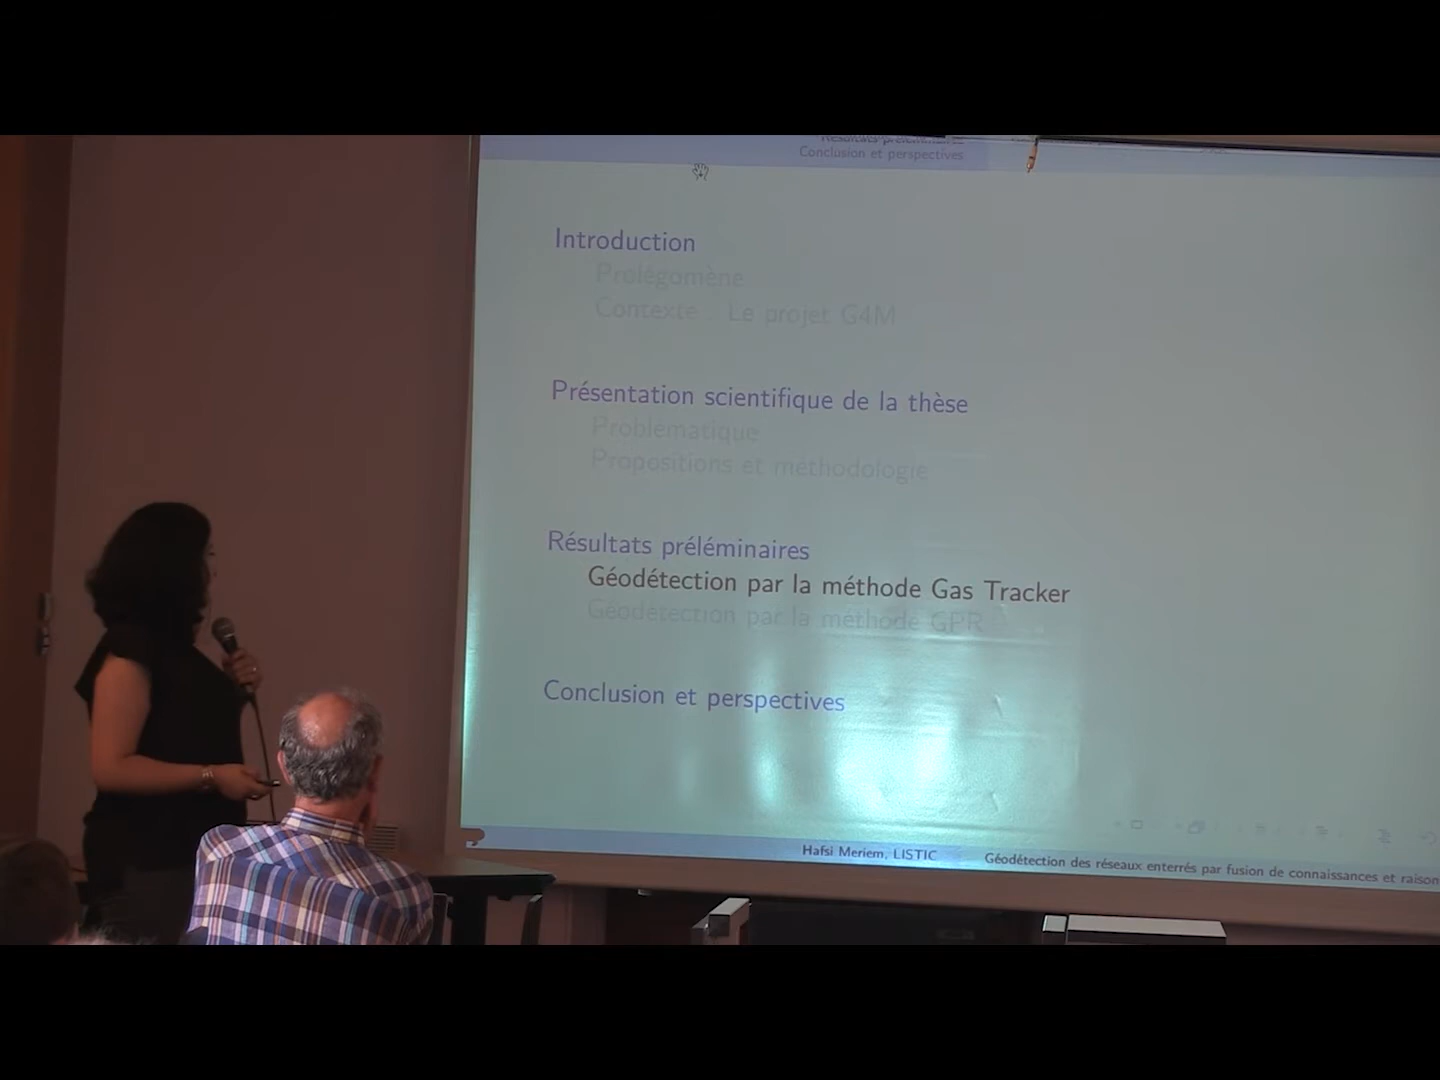 Résultats préléminaires
Conclusion et perspectives
Introduction
Prolégomène
Contexte : Le projet G4M
Présentation scientifique de la thèse
Problématique
Propositions et méthodologie
Résultats préléminaires
Géodétection par la méthode Gas Tracker
Géodétection par la méthode GPR
Conclusion et perspectives
Hafsi Meriem, LISTIC
Géodétection des réseaux enterrés par fusion de connaissances et raison